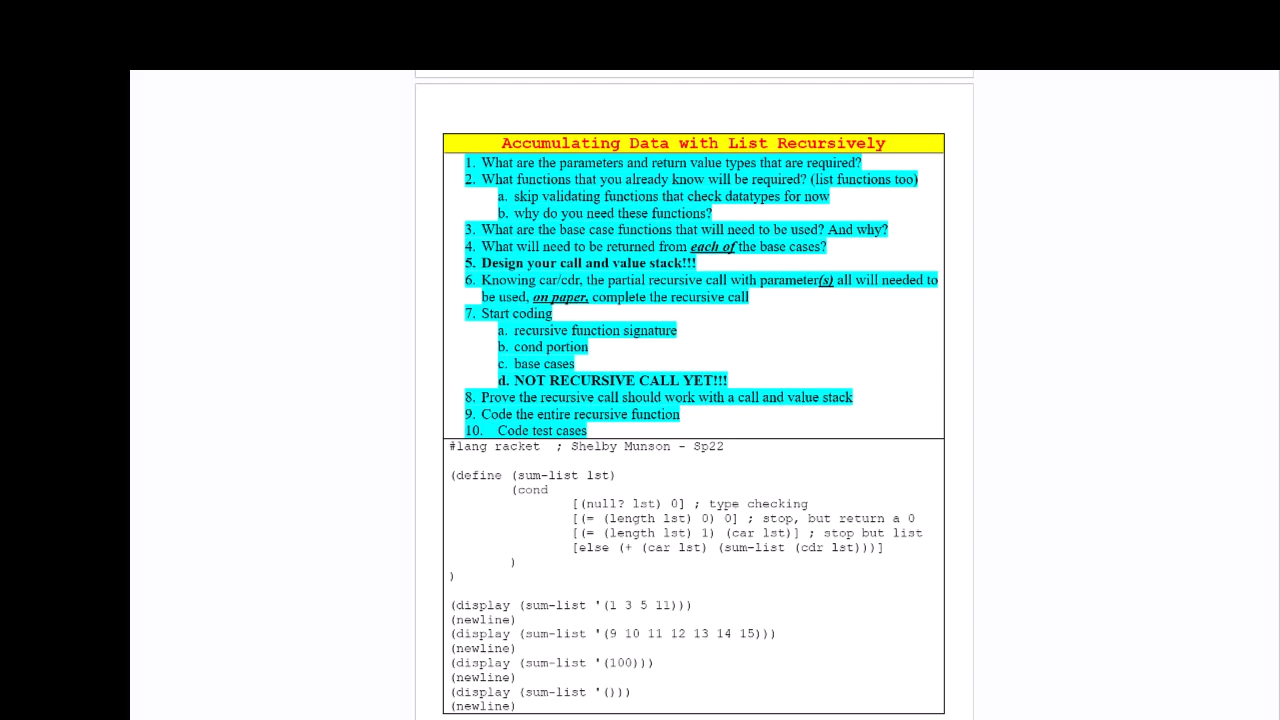 Accumulating Data with List Recursively
1. What are the parameters and return value types that are required?
2. What functions that you already know will be required? (list functions too)
a. skip validating functions that check datatypes for now
b. why do you need these functions?
3. What are the base case functions that will need to be used? And why?
4. What will need to be returned from each of the base cases?
5. Design your call and value stack!!!
6. Knowing car/cdr, the partial recursive call with parameter(s) all will needed to
be used, on paper, complete the recursive call
7. Start coding
a. recursive function signature
b. cond portion
c. base cases
d. NOT RECURSIVE CALL YET!!!
8. Prove the recursive call should work with a call and value stack
9. Code the entire recursive function
10. Code test cases
#lang racket ; Shelby Munson - Sp22
(define (sum-list lst)
(cond
[(null? lst) 0] ; type checking
[(= (length lst) 0) 0] ; stop, but return a 0
[(= (length lst) 1) (car lst)] ; stop but list
[else (+ (car lst) (sum-list (cdr lst)))]
)
)
(display (sum-list '(1 3 5 11)))
(newline)
(display (sum-list '(9 10 11 12 13 14 15)))
(newline)
(display (sum-list '(100)))
(newline)
(display (sum-list '()))
(newline)